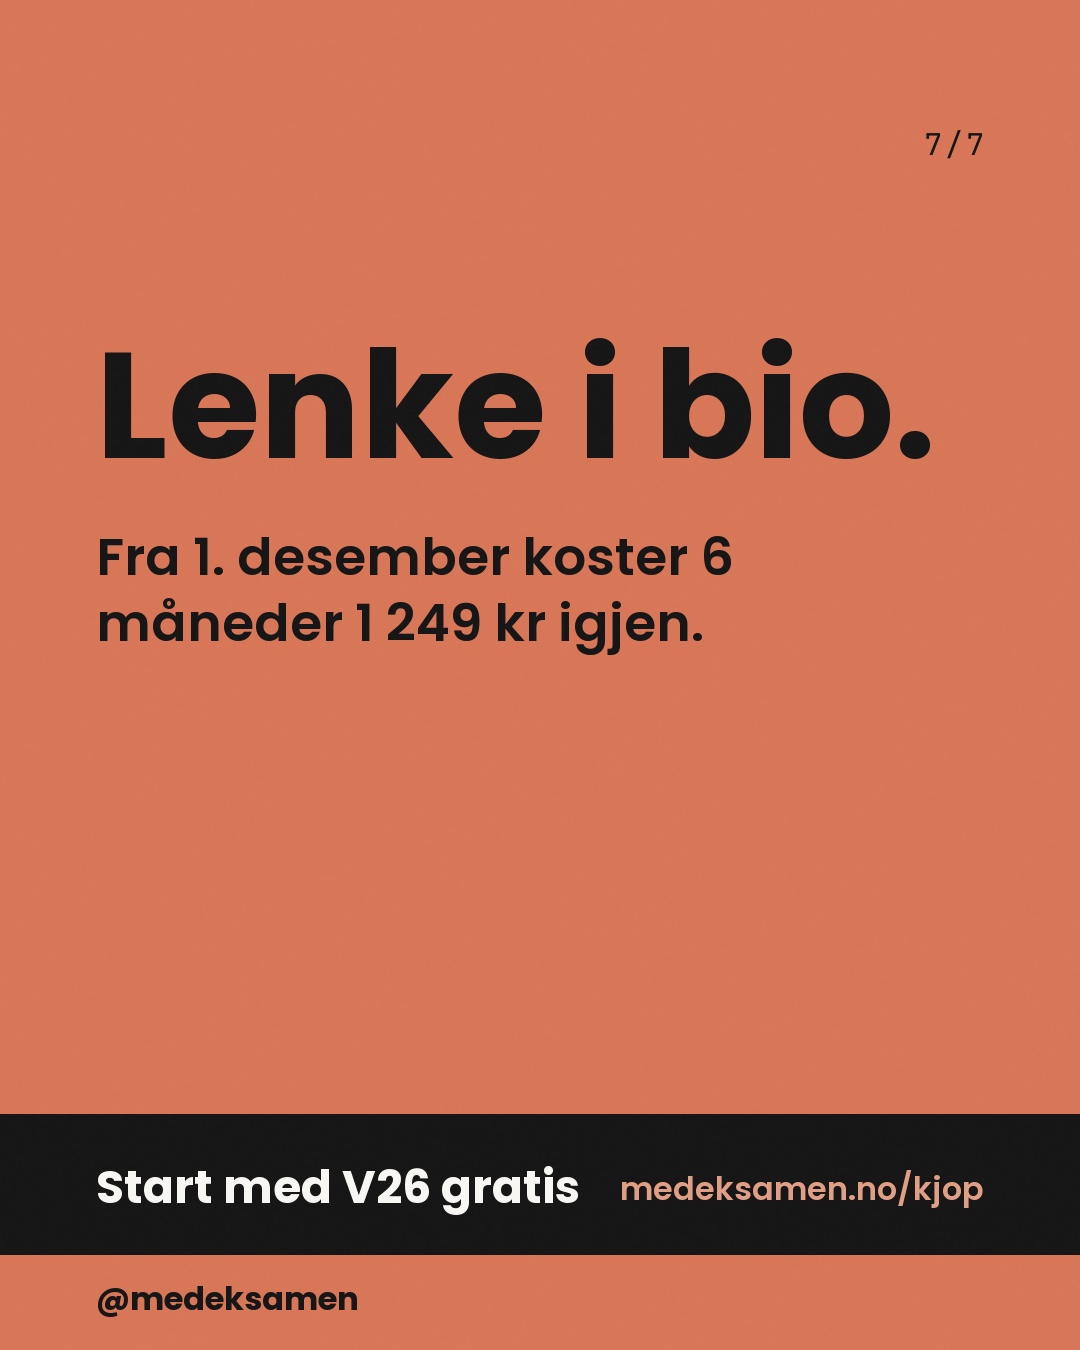 7/7
Lenke i bio.
Fra 1. desember koster 6
måneder 1 249 kr igjen.
Start med V26 gratis medeksamen.no/kjop
@medeksamen